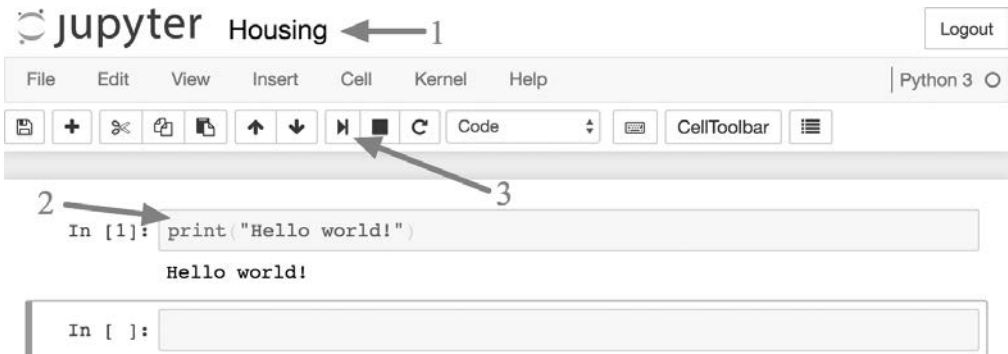 jupyter Housing 1 Logout
File Edit View Insert Cell Kernel Help Python 3
Code CellToolbar
3
2
In [1]: print("Hello world!")
Hello world!
In [ ]: